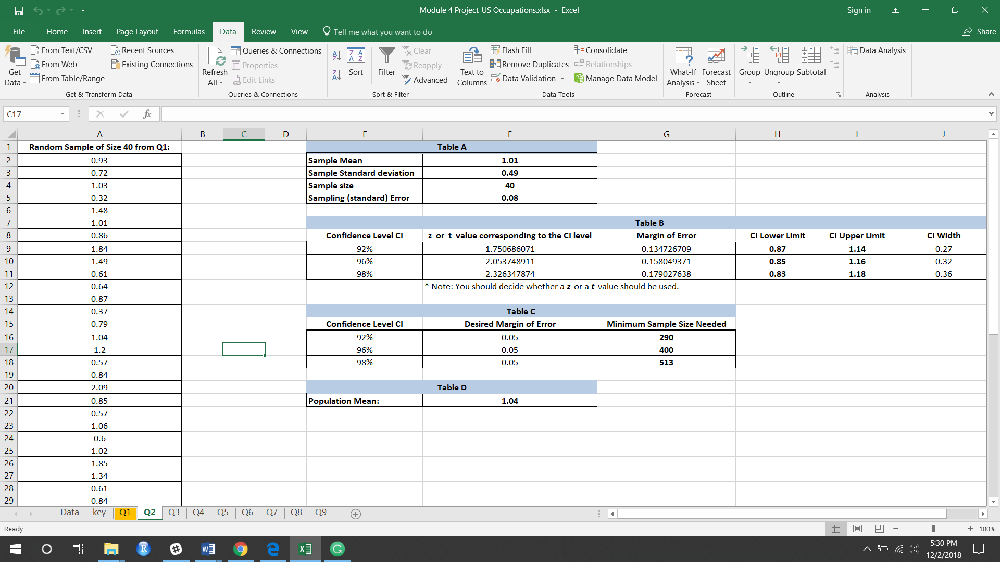 Module 4 Project_US Occupations.xlsx - Excel
Sign in
File Home Insert Page Layout Formulas Data Review View Tell me what you want to do
Share
Get Data
From Text/CSV
From Web
From Table/Range
Recent Sources
Existing Connections
Get & Transform Data
Refresh All
Queries & Connections
Properties
Edit Links
Queries & Connections
Sort
Filter
Clear
Reapply
Advanced
Sort & Filter
Text to Columns
Flash Fill
Remove Duplicates
Data Validation
Consolidate
Relationships
Manage Data Model
Data Tools
What-If Analysis
Forecast Sheet
Forecast
Group
Ungroup
Subtotal
Outline
Data Analysis
Analysis
C17
fx
A B C D E F G H I J
1 Random Sample of Size 40 from Q1: Table A
2 0.93 Sample Mean 1.01
3 0.72 Sample Standard deviation 0.49
4 1.03 Sample size 40
5 0.32 Sampling (standard) Error 0.08
6 1.48
7 1.01 Table B
8 0.86 Confidence Level CI z or t value corresponding to the CI level Margin of Error CI Lower Limit CI Upper Limit CI Width
9 1.84 92% 1.750686071 0.134726709 0.87 1.14 0.27
10 1.49 96% 2.053748911 0.158049371 0.85 1.16 0.32
11 0.61 98% 2.326347874 0.179027638 0.83 1.18 0.36
12 0.64 * Note: You should decide whether a z or a t value should be used.
13 0.87
14 0.37 Table C
15 0.79 Confidence Level CI Desired Margin of Error Minimum Sample Size Needed
16 1.04 92% 0.05 290
17 1.2 96% 0.05 400
18 0.57 98% 0.05 513
19 0.84
20 2.09 Table D
21 0.85 Population Mean: 1.04
22 0.57
23 1.06
24 0.6
25 1.02
26 1.85
27 1.34
28 0.61
29 0.84
Data key Q1 Q2 Q3 Q4 Q5 Q6 Q7 Q8 Q9
Ready
100%
5:30 PM
12/2/2018